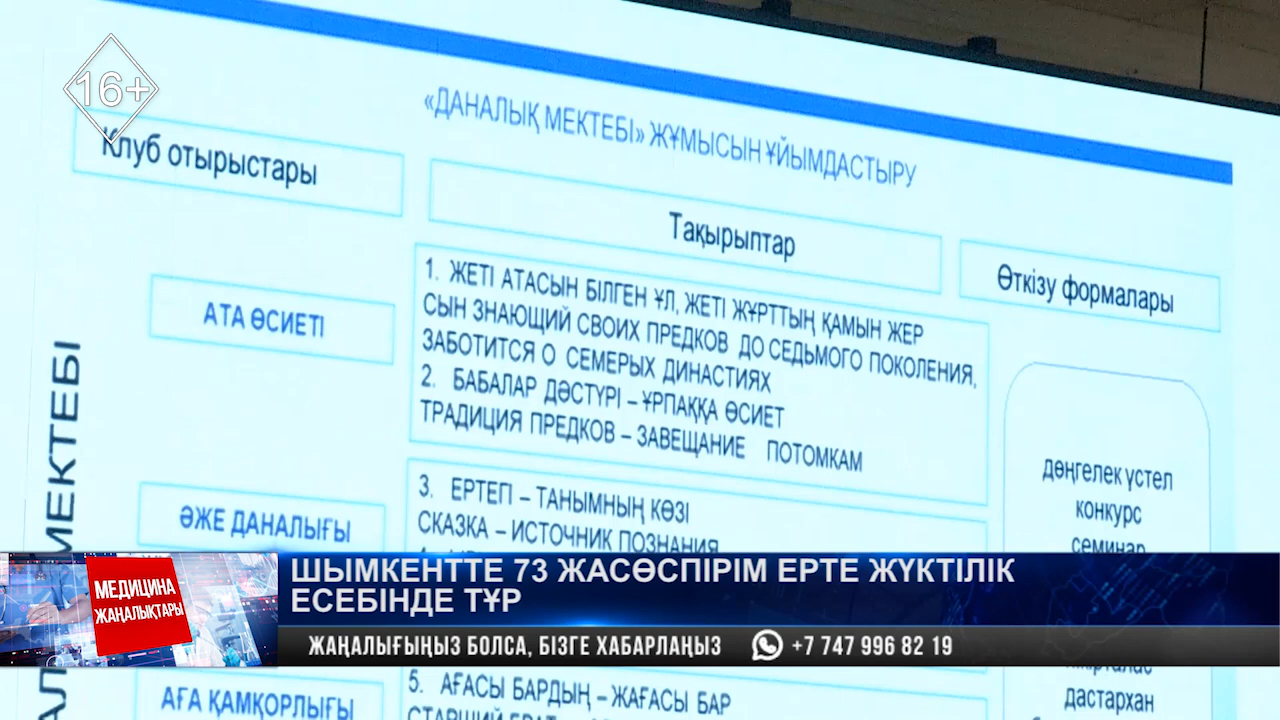 16+
«ДАНАЛЫҚ МЕКТЕБІ» ЖҰМЫСЫН ҰЙЫМДАСТЫРУ
Клуб отырыстары
Тақырыптар
Өткізу формалары
АТА ӨСИЕТІ
1. ЖЕТІ АТАСЫН БІЛГЕН ҰЛ, ЖЕТІ ЖҰРТТЫҢ ҚАМЫН ЖЕР
СЫН ЗНАЮЩИЙ СВОИХ ПРЕДКОВ ДО СЕДЬМОГО ПОКОЛЕНИЯ,
ЗАБОТИТСЯ О СЕМЕРЫХ ДИНАСТИЯХ
2. БАБАЛАР ДӘСТҮРІ – ҰРПАҚҚА ӨСИЕТ
ТРАДИЦИЯ ПРЕДКОВ – ЗАВЕЩАНИЕ ПОТОМКАМ
МЕКТЕБІ
ӘЖЕ ДАНАЛЫҒЫ
3. ЕРТЕГІ – ТАНЫМНЫҢ КӨЗІ
СКАЗКА – ИСТОЧНИК ПОЗНАНИЯ
дөңгелек үстел
конкурс
семинар
дастархан
АҒА ҚАМҚОРЛЫҒЫ
5. АҒАСЫ БАРДЫҢ – ЖАҒАСЫ БАР
СТАРШИЙ БРАТ –
МЕДИЦИНА
ЖАҢАЛЫҚТАРЫ
ШЫМКЕНТТЕ 73 ЖАСӨСПІРІМ ЕРТЕ ЖҮКТІЛІК
ЕСЕБІНДЕ ТҰР
ЖАҢАЛЫҒЫҢЫЗ БОЛСА, БІЗГЕ ХАБАРЛАҢЫЗ +7 747 996 82 19